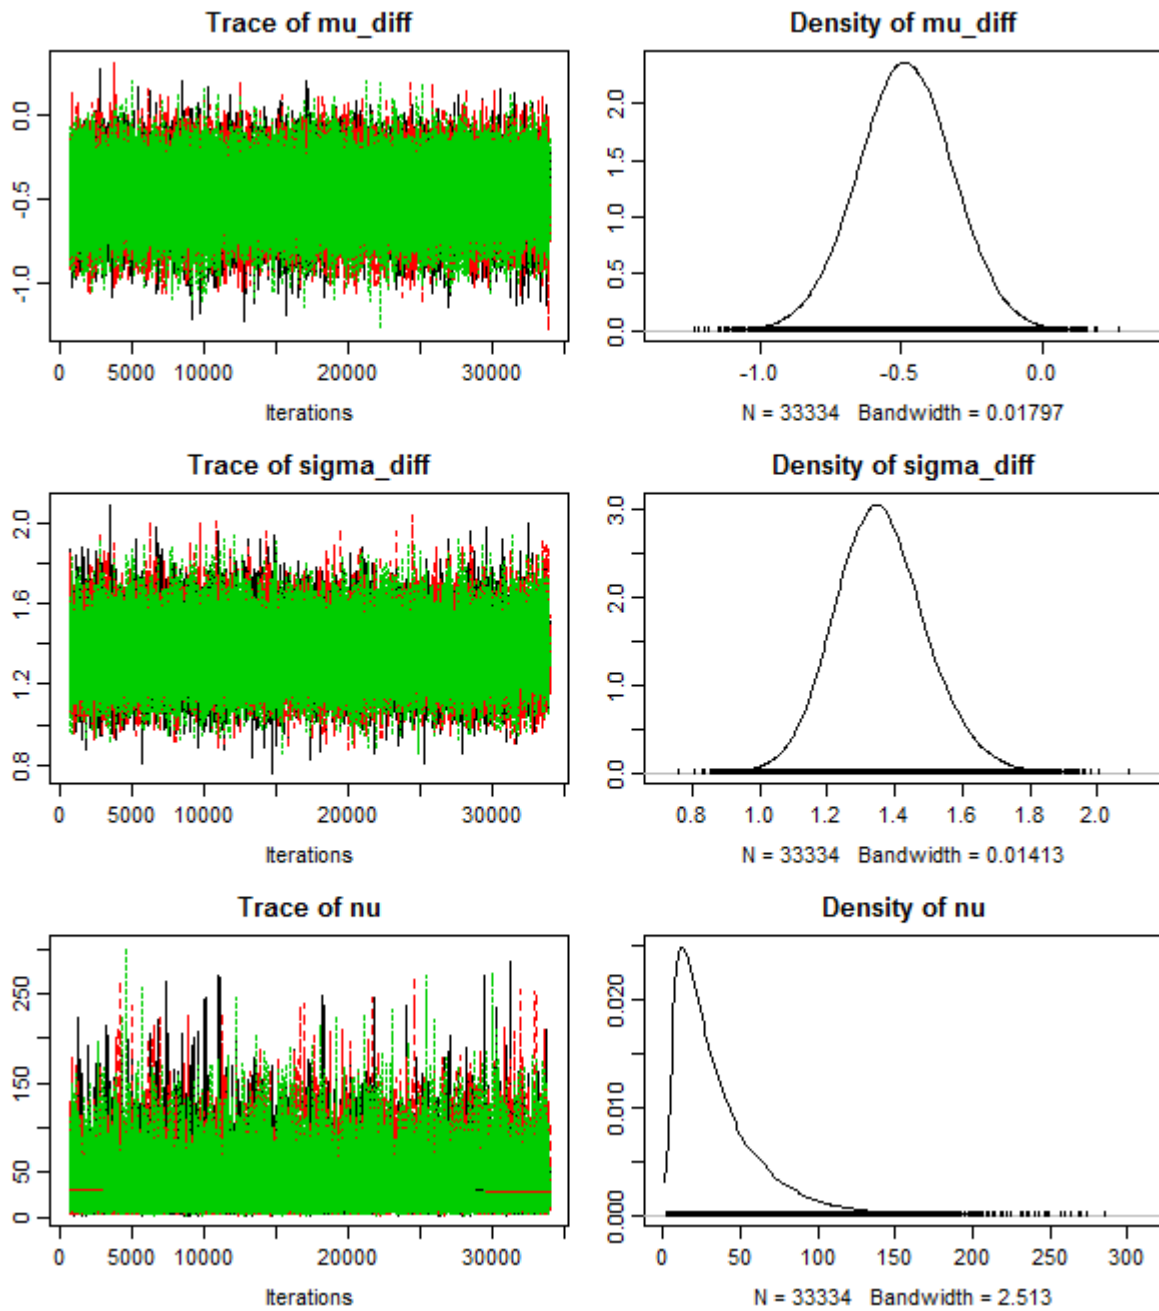 Trace of mu_diff
0.0
-0.5
-1.0
0 5000 10000 20000 30000
Iterations
Density of mu_diff
2.0
1.5
1.0
0.5
0.0
-1.0 -0.5 0.0
N = 33334 Bandwidth = 0.01797
Trace of sigma_diff
2.0
1.6
1.2
0.8
0 5000 10000 20000 30000
Iterations
Density of sigma_diff
3.0
2.0
1.0
0.0
0.8 1.0 1.2 1.4 1.6 1.8 2.0
N = 33334 Bandwidth = 0.01413
Trace of nu
250
150
50
0
0 5000 10000 20000 30000
Iterations
Density of nu
0.020
0.010
0.000
0 50 100 150 200 250 300
N = 33334 Bandwidth = 2.513